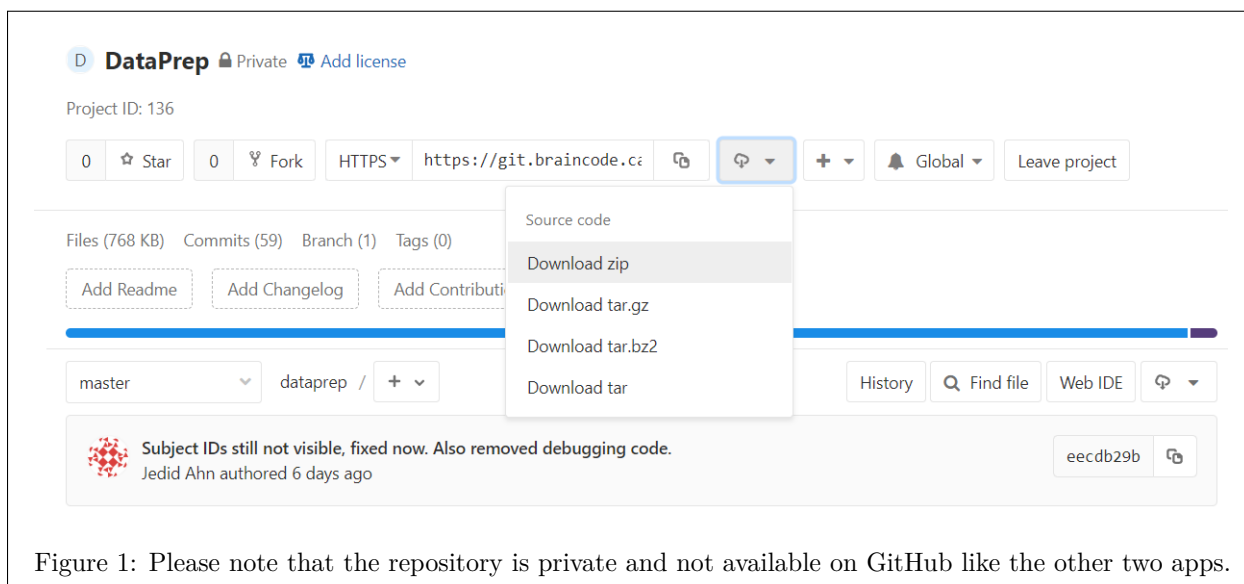 D DataPrep Private Add license
Project ID: 136
0 Star 0 Fork HTTPS https://git.braincode.ca Global Leave project
Source code
Files (768 KB) Commits (59) Branch (1) Tags (0)
Download zip
Add Readme Add Changelog Add Contributi
Download tar.gz
Download tar.bz2
master dataprep / + Download tar History Find file Web IDE
Subject IDs still not visible, fixed now. Also removed debugging code.
Jedid Ahn authored 6 days ago
eecdb29b
Figure 1: Please note that the repository is private and not available on GitHub like the other two apps.